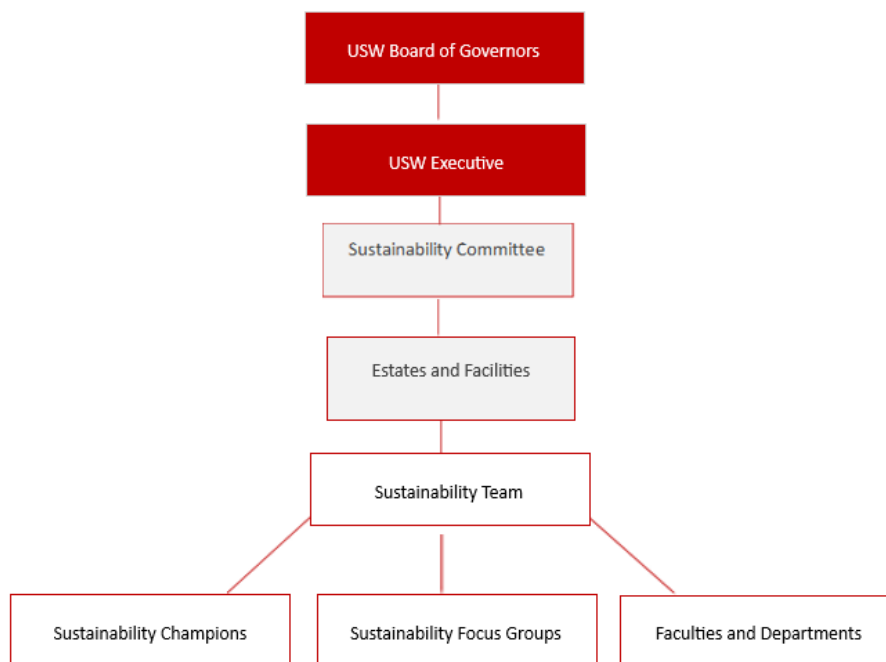 USW Board of Governors
USW Executive
Sustainability Committee
Estates and Facilities
Sustainability Team
Sustainability Champions
Sustainability Focus Groups
Faculties and Departments